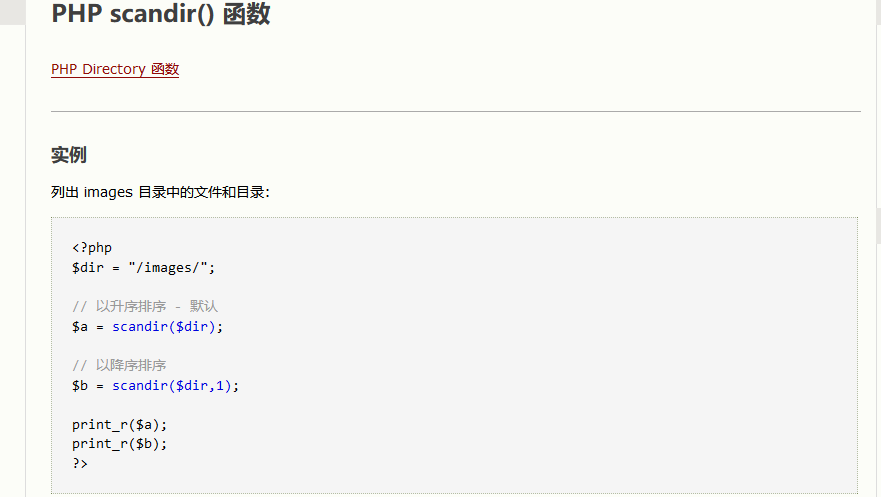 PHP scandir() 函数
PHP Directory 函数
实例
列出 images 目录中的文件和目录：
<?php
$dir = "/images/";
// 以升序排序 - 默认
$a = scandir($dir);
// 以降序排序
$b = scandir($dir,1);
print_r($a);
print_r($b);
?>